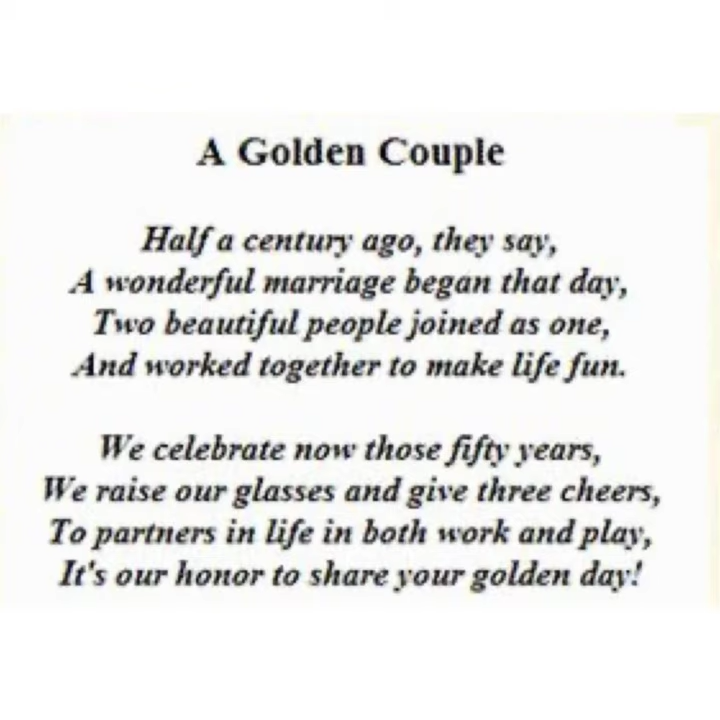 A Golden Couple
Half a century ago, they say,
A wonderful marriage began that day,
Two beautiful people joined as one,
And worked together to make life fun.
We celebrate now those fifty years,
We raise our glasses and give three cheers,
To partners in life in both work and play,
It's our honor to share your golden day!